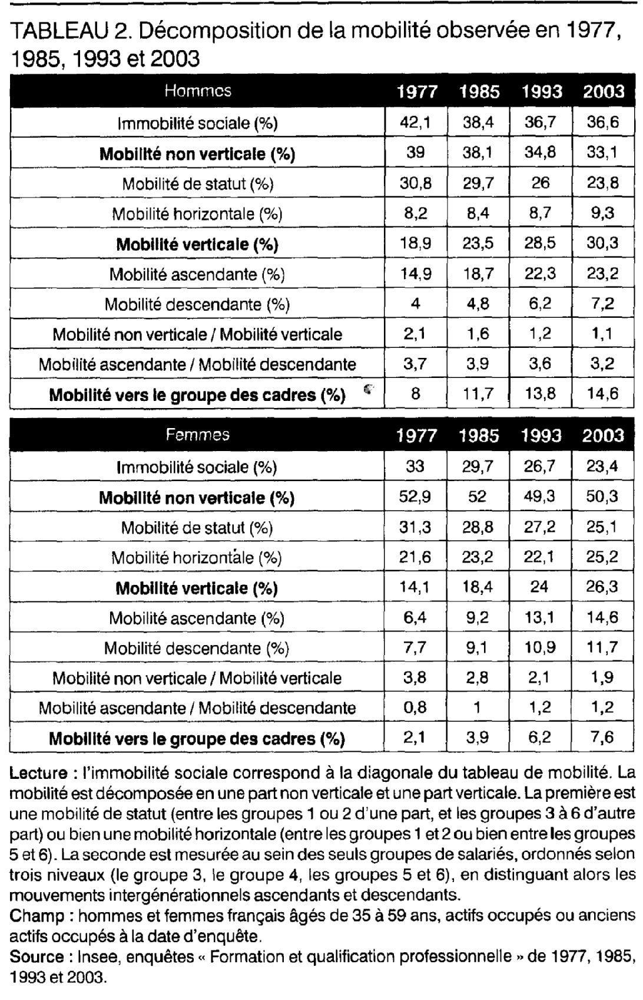 TABLEAU 2. Décomposition de la mobilité observée en 1977,
1985, 1993 et 2003
Hommes 1977 1985 1993 2003
Immobilité sociale (%) 42,1 38,4 36,7 36,6
Mobilité non verticale (%) 39 38,1 34,8 33,1
Mobilité de statut (%) 30,8 29,7 26 23,8
Mobilité horizontale (%) 8,2 8,4 8,7 9,3
Mobilité verticale (%) 18,9 23,5 28,5 30,3
Mobilité ascendante (%) 14,9 18,7 22,3 23,2
Mobilité descendante (%) 4 4,8 6,2 7,2
Mobilité non verticale / Mobilité verticale 2,1 1,6 1,2 1,1
Mobilité ascendante / Mobilité descendante 3,7 3,9 3,6 3,2
Mobilité vers le groupe des cadres (%) 8 11,7 13,8 14,6
Femmes 1977 1985 1993 2003
Immobilité sociale (%) 33 29,7 26,7 23,4
Mobilité non verticale (%) 52,9 52 49,3 50,3
Mobilité de statut (%) 31,3 28,8 27,2 25,1
Mobilité horizontale (%) 21,6 23,2 22,1 25,2
Mobilité verticale (%) 14,1 18,4 24 26,3
Mobilité ascendante (%) 6,4 9,2 13,1 14,6
Mobilité descendante (%) 7,7 9,1 10,9 11,7
Mobilité non verticale / Mobilité verticale 3,8 2,8 2,1 1,9
Mobilité ascendante / Mobilité descendante 0,8 1 1,2 1,2
Mobilité vers le groupe des cadres (%) 2,1 3,9 6,2 7,6
Lecture : l'immobilité sociale correspond à la diagonale du tableau de mobilité. La
mobilité est décomposée en une part non verticale et une part verticale. La première est
une mobilité de statut (entre les groupes 1 ou 2 d'une part, et les groupes 3 à 6 d'autre
part) ou bien une mobilité horizontale (entre les groupes 1 et 2 ou bien entre les groupes
5 et 6). La seconde est mesurée au sein des seuls groupes de salariés, ordonnés selon
trois niveaux (le groupe 3, le groupe 4, les groupes 5 et 6), en distinguant alors les
mouvements intergénérationnels ascendants et descendants.
Champ : hommes et femmes français âgés de 35 à 59 ans, actifs occupés ou anciens
actifs occupés à la date d'enquête.
Source : Insee, enquêtes « Formation et qualification professionnelle » de 1977, 1985,
1993 et 2003.